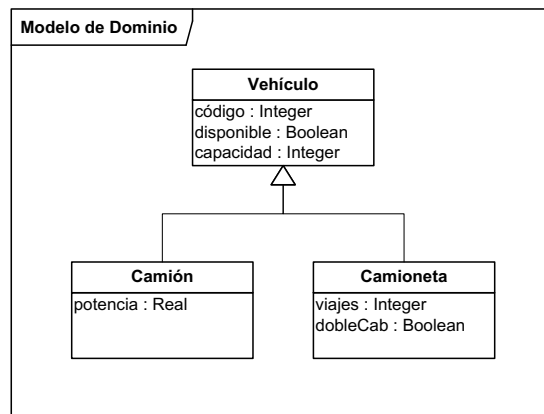 Modelo de Dominio
Vehículo
código : Integer
disponible : Boolean
capacidad : Integer
Camión
potencia : Real
Camioneta
viajes : Integer
dobleCab : Boolean